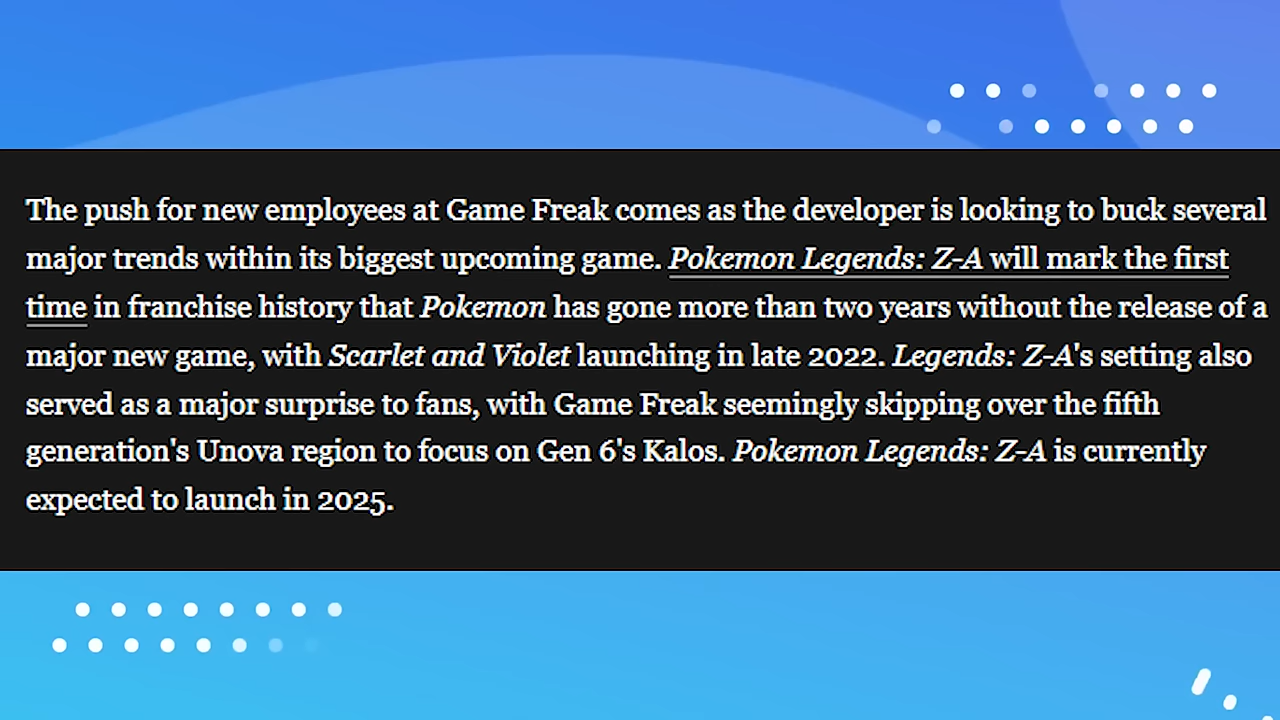 The push for new employees at Game Freak comes as the developer is looking to buck several
major trends within its biggest upcoming game. Pokemon Legends: Z-A will mark the first
time in franchise history that Pokemon has gone more than two years without the release of a
major new game, with Scarlet and Violet launching in late 2022. Legends: Z-A's setting also
served as a major surprise to fans, with Game Freak seemingly skipping over the fifth
generation's Unova region to focus on Gen 6's Kalos. Pokemon Legends: Z-A is currently
expected to launch in 2025.